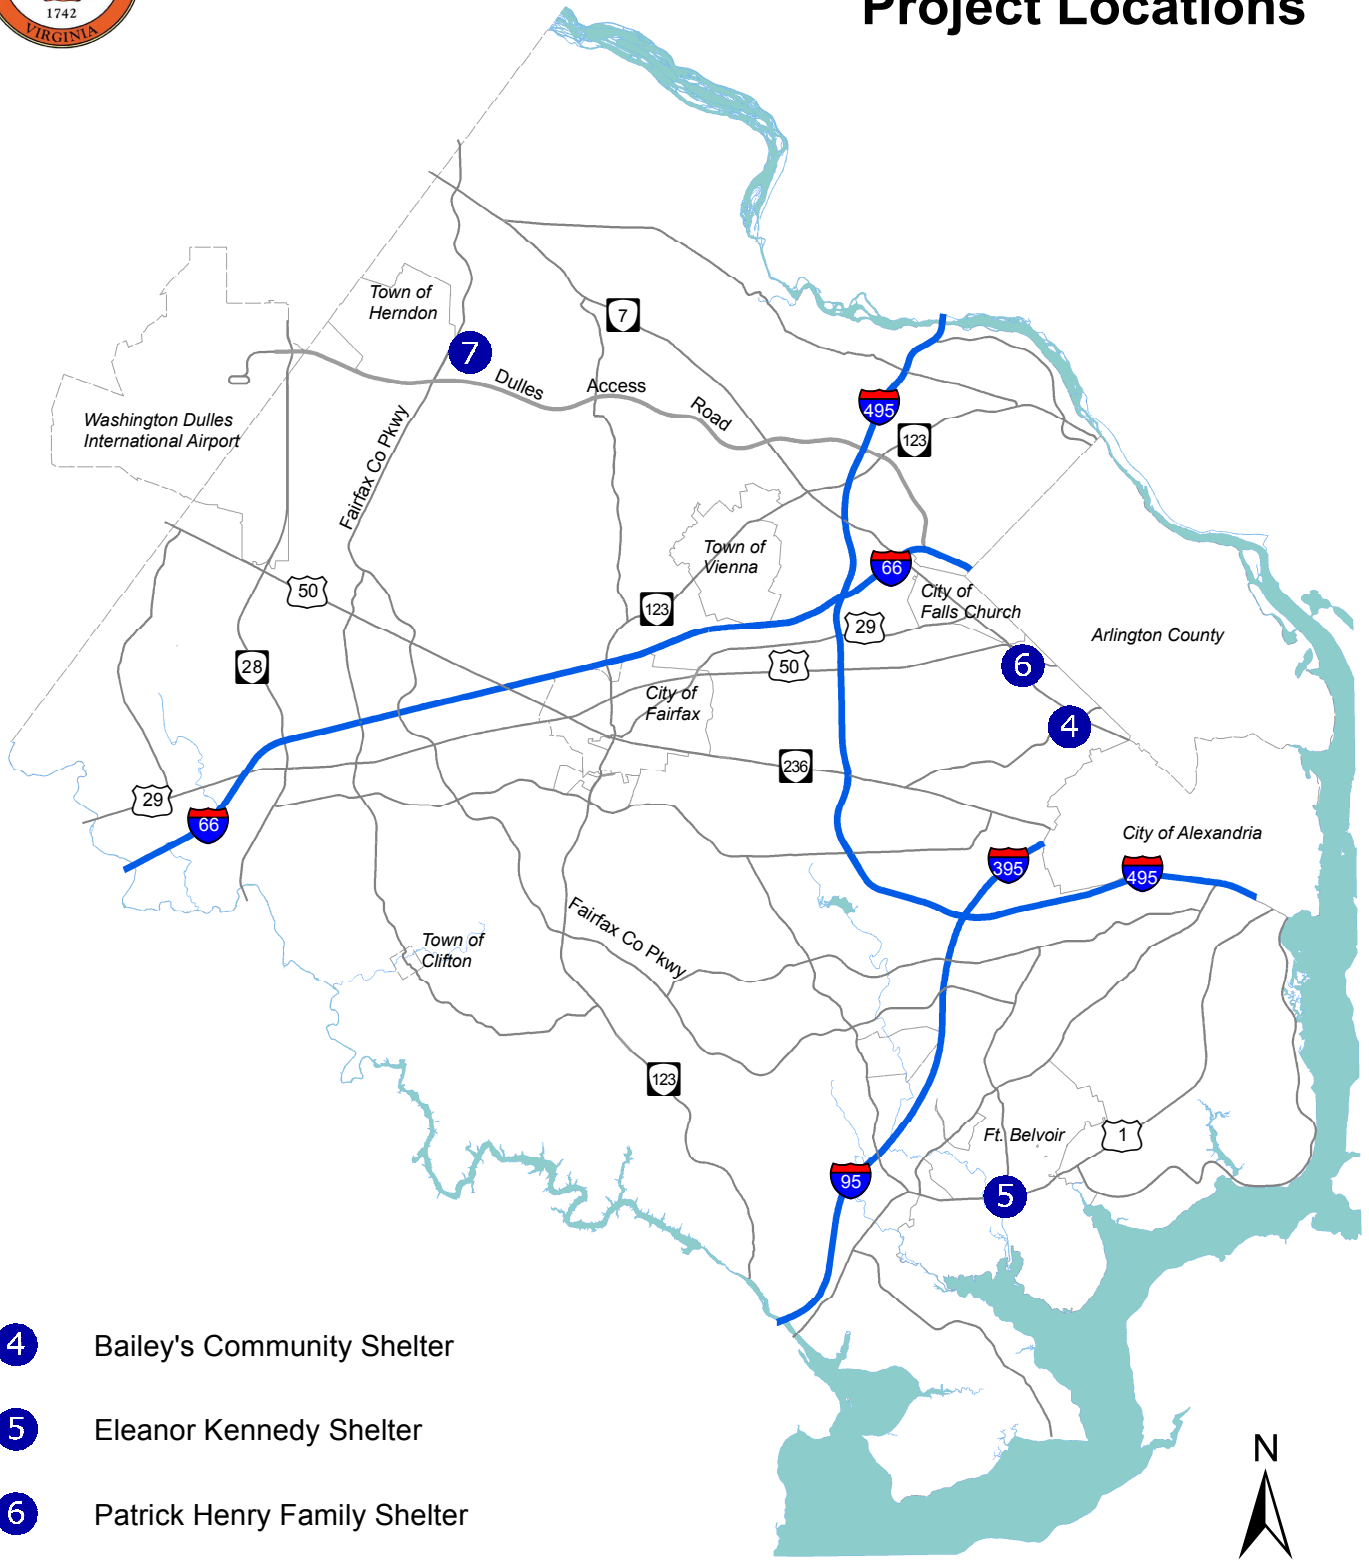 1742
VIRGINIA
Project Locations
Town of
Herndon
7
7
Dulles
Access
Road
495
123
Washington Dulles
International Airport
Fairfax Co Pkwy
Town of
Vienna
66
50
123
City of
Falls Church
29
Arlington County
28
50
6
City of
Fairfax
4
236
29
66
City of Alexandria
395
495
Fairfax Co Pkwy
Town of
Clifton
123
Ft. Belvoir
1
95
5
4 Bailey's Community Shelter
5 Eleanor Kennedy Shelter
6 Patrick Henry Family Shelter
N